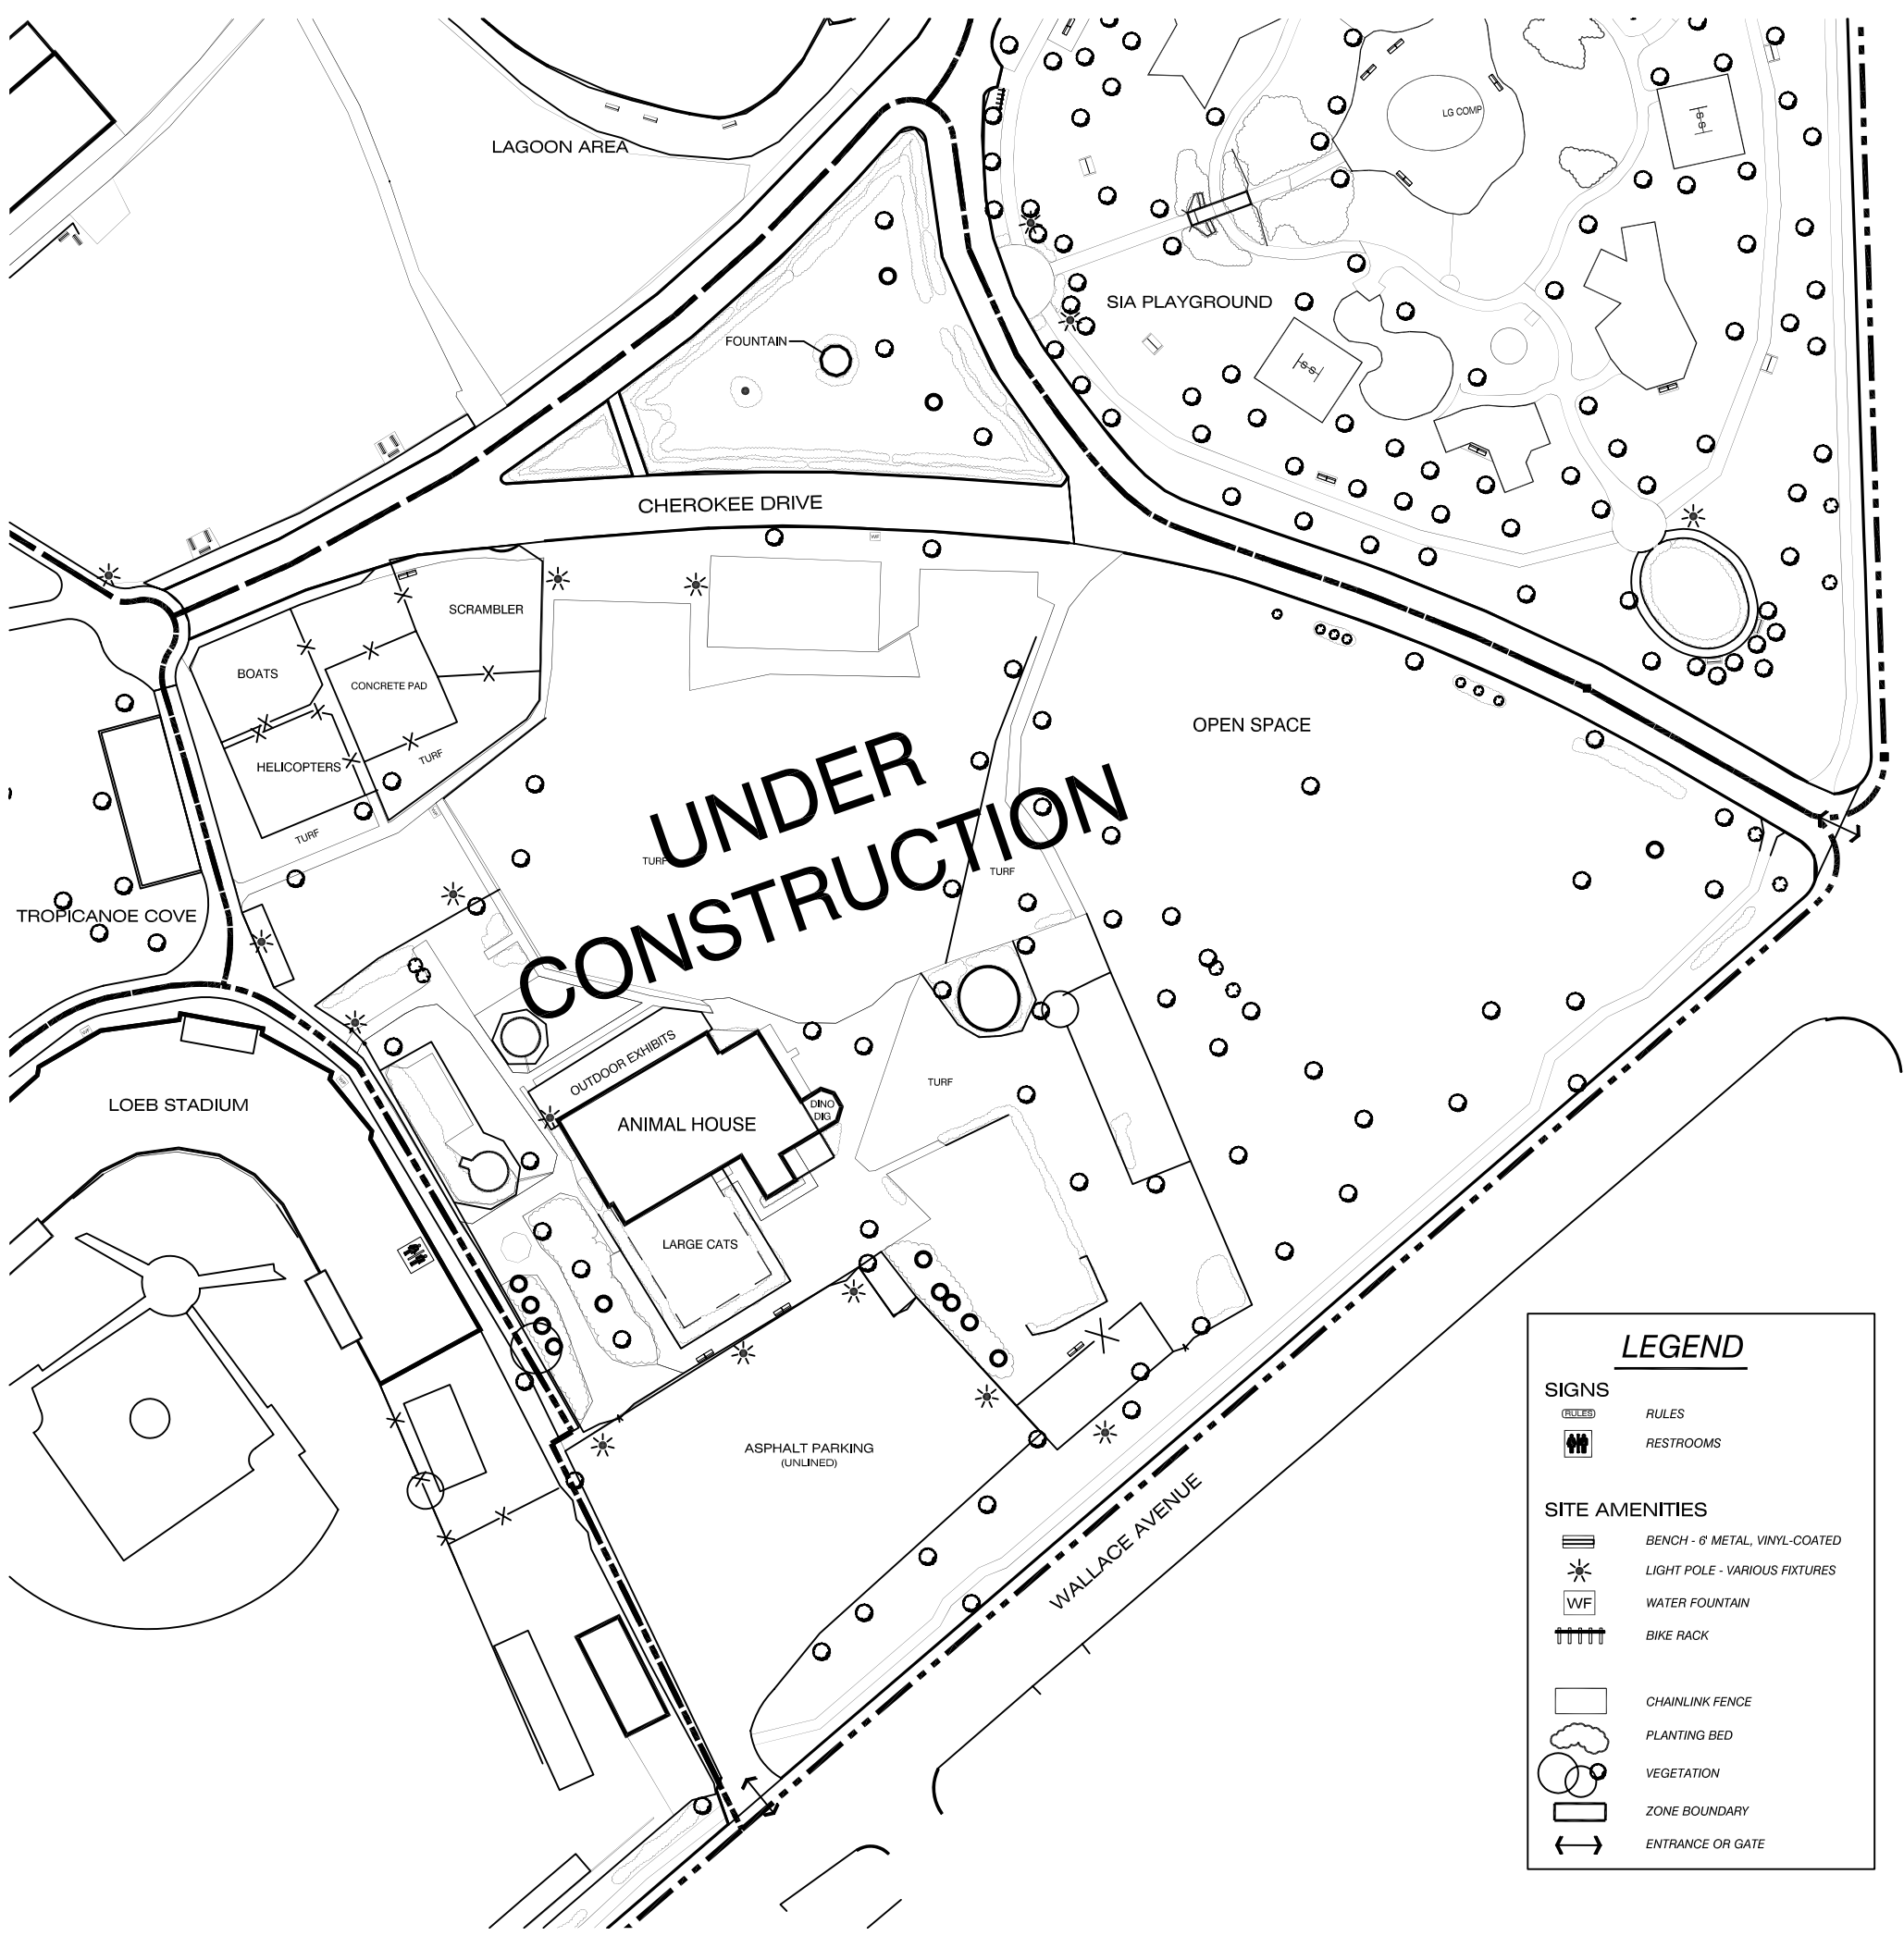 LG COMP
LAGOON AREA
SIA PLAYGROUND
FOUNTAIN
CHEROKEE DRIVE
WF
SCRAMBLER
BOATS
CONCRETE PAD
OPEN SPACE
HELICOPTERS
TURF
TURF
UNDER
CONSTRUCTION
TURF
TURF
TROPICANOE COVE
WF
OUTDOOR EXHIBITS
TURF
LOEB STADIUM
DINO
DIG
ANIMAL HOUSE
LARGE CATS
ASPHALT PARKING
(UNLINED)
WALLACE AVENUE
LEGEND
SIGNS
RULES
RULES
RESTROOMS
SITE AMENITIES
BENCH - 6' METAL, VINYL-COATED
LIGHT POLE - VARIOUS FIXTURES
WF
WATER FOUNTAIN
BIKE RACK
CHAINLINK FENCE
PLANTING BED
VEGETATION
ZONE BOUNDARY
ENTRANCE OR GATE